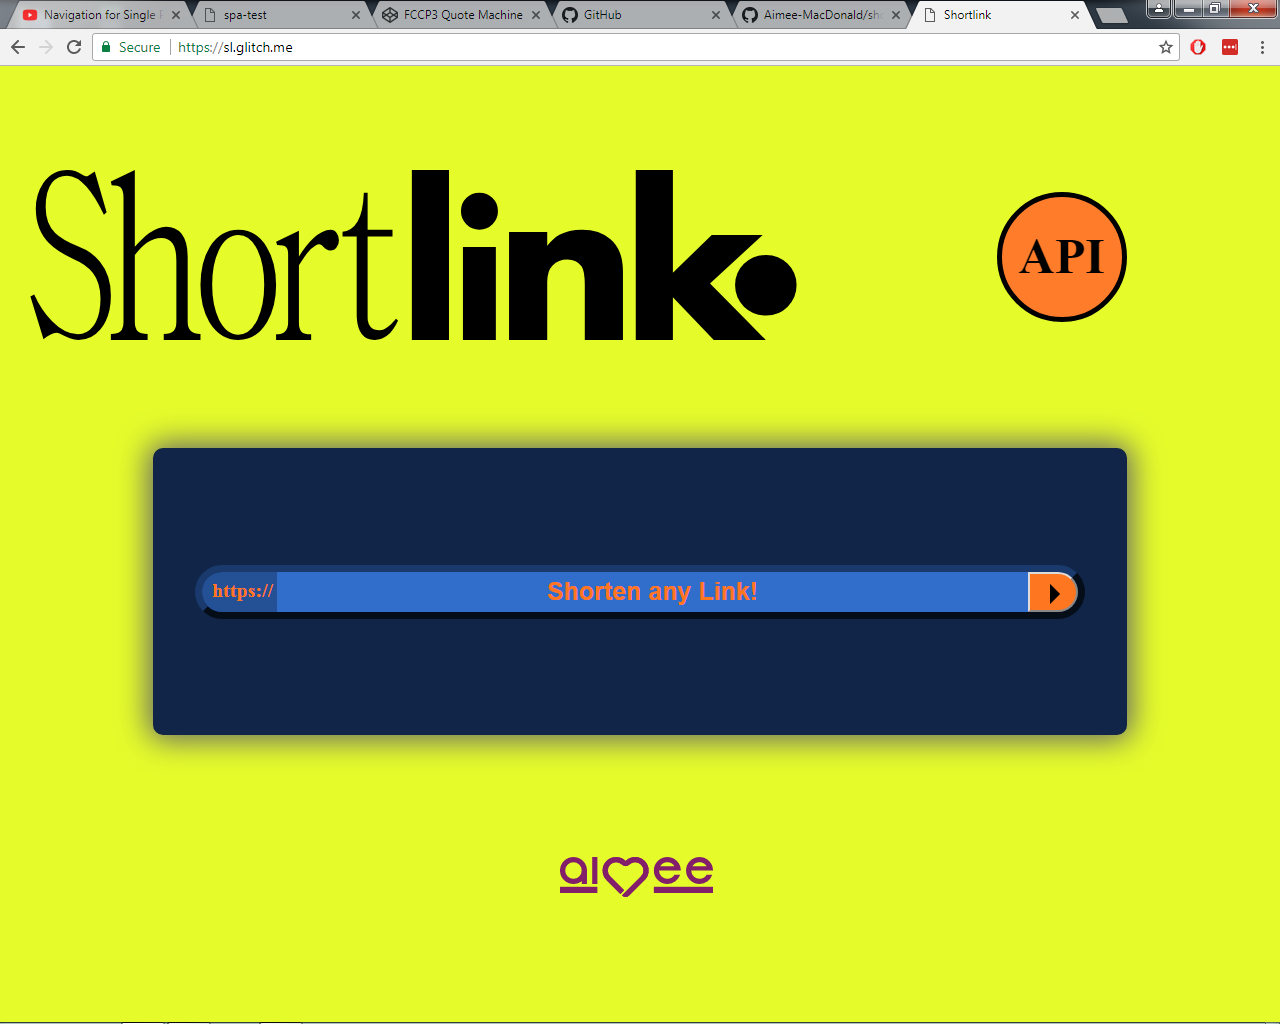 Navigation for Single
spa-test
FCCP3 Quote Machine
GitHub
Aimee-MacDonald/sh
Shortlink
Secure
https://sl.glitch.me
Shortlink
API
https://
Shorten any Link!
aimee